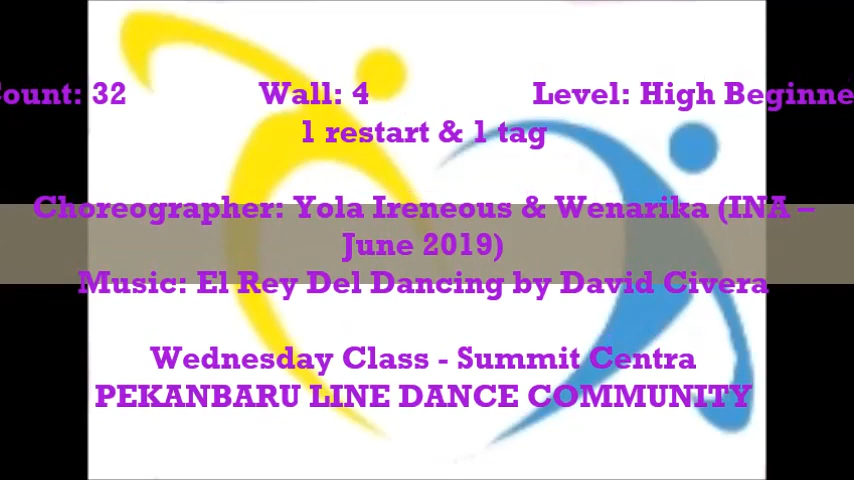 ount: 32 Wall: 4 Level: High Beginne
1 restart & 1 tag
Choreographer: Yola Ireneous & Wenarika (INA –
June 2019)
Music: El Rey Del Dancing by David Civera
Wednesday Class - Summit Centra
PEKANBARU LINE DANCE COMMUNITY